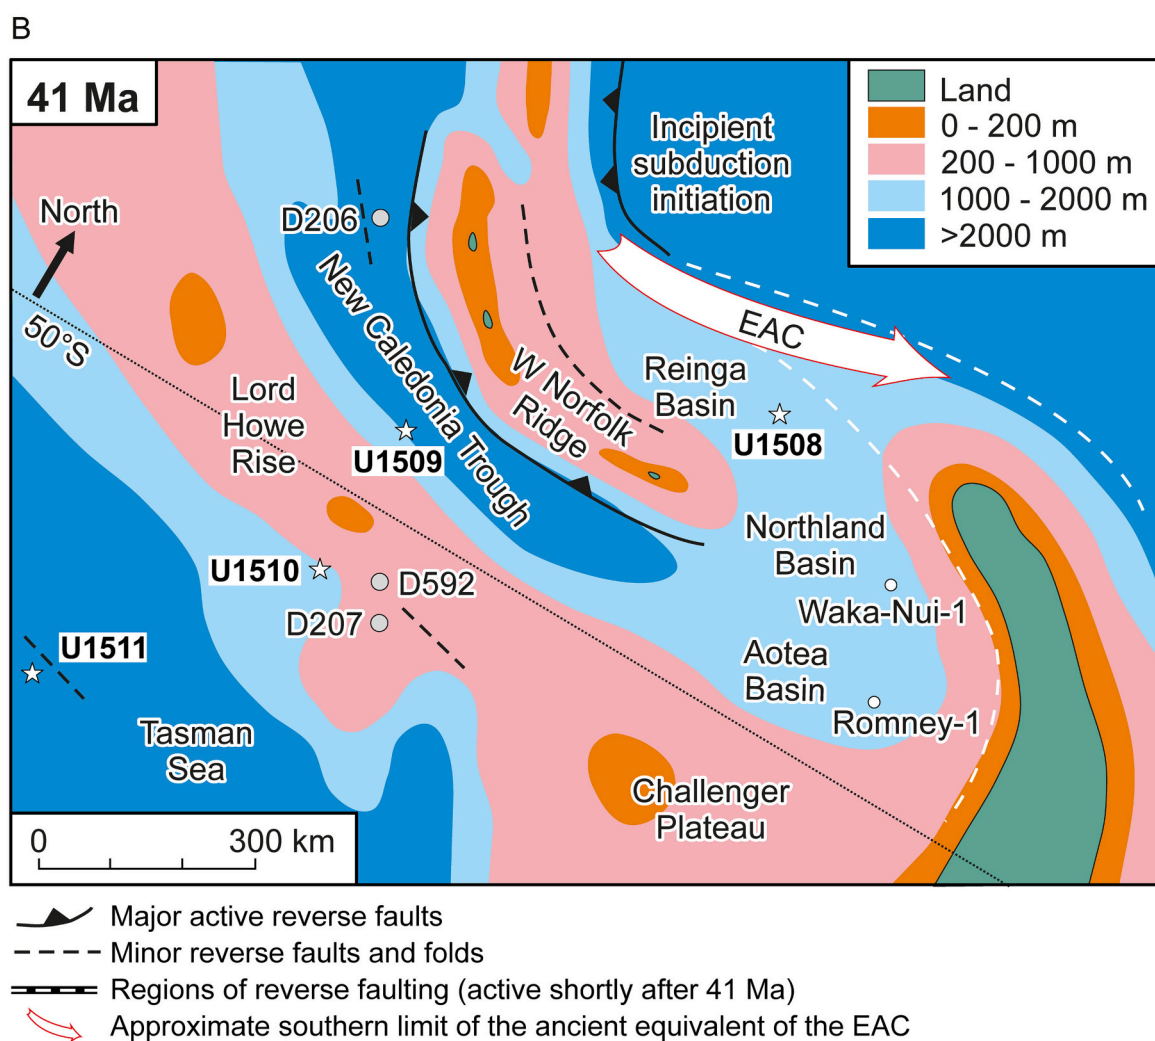 B
41 Ma
Land
0 - 200 m
200 - 1000 m
1000 - 2000 m
>2000 m
Incipient
subduction
initiation
North
50°S
D206
New Caledonia Trough
EAC
W Norfolk
Ridge
Reinga
Basin
U1508
Lord
Howe
Rise
U1509
Northland
Basin
U1510
D592
D207
Waka-Nui-1
U1511
Aotea
Basin
Romney-1
Tasman
Sea
Challenger
Plateau
0 300 km
Major active reverse faults
Minor reverse faults and folds
Regions of reverse faulting (active shortly after 41 Ma)
Approximate southern limit of the ancient equivalent of the EAC